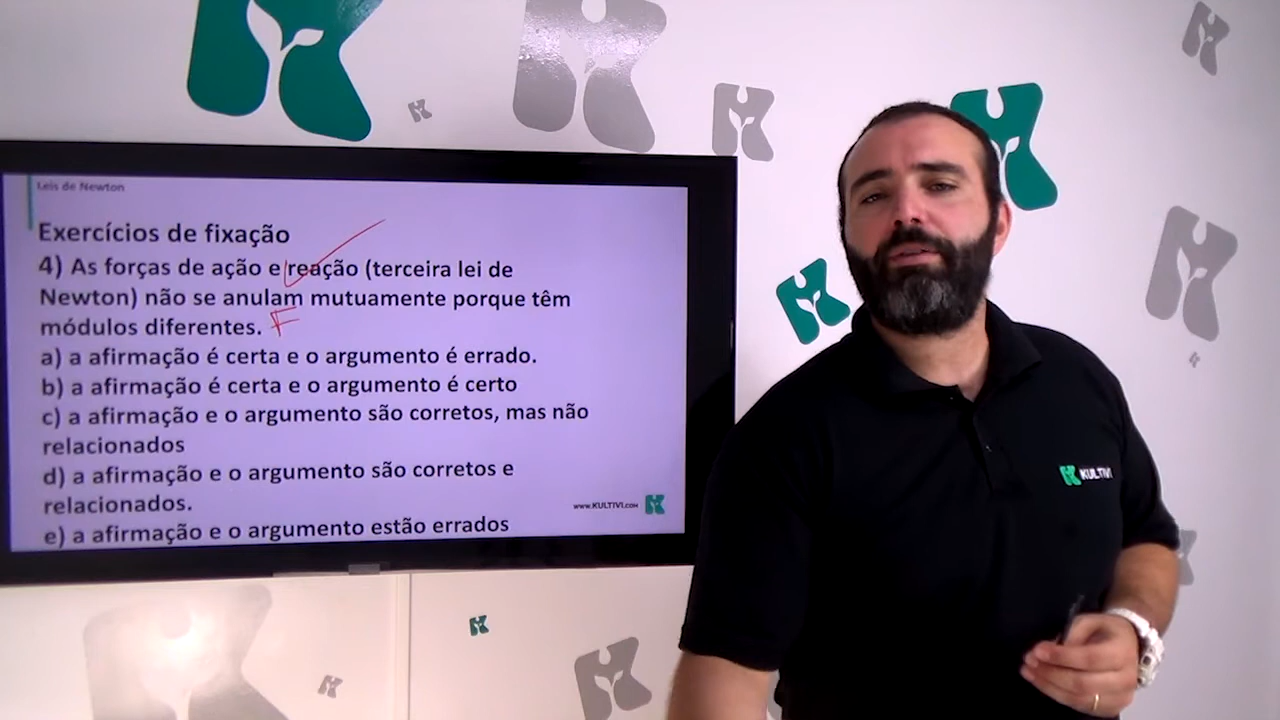 Leis de Newton
Exercícios de fixação
4) As forças de ação e reação (terceira lei de
Newton) não se anulam mutuamente porque têm
módulos diferentes. F
a) a afirmação é certa e o argumento é errado.
b) a afirmação é certa e o argumento é certo
c) a afirmação e o argumento são corretos, mas não
relacionados
d) a afirmação e o argumento são corretos e
relacionados.
e) a afirmação e o argumento estão errados
www.KULTIVI.com
KULTIVI